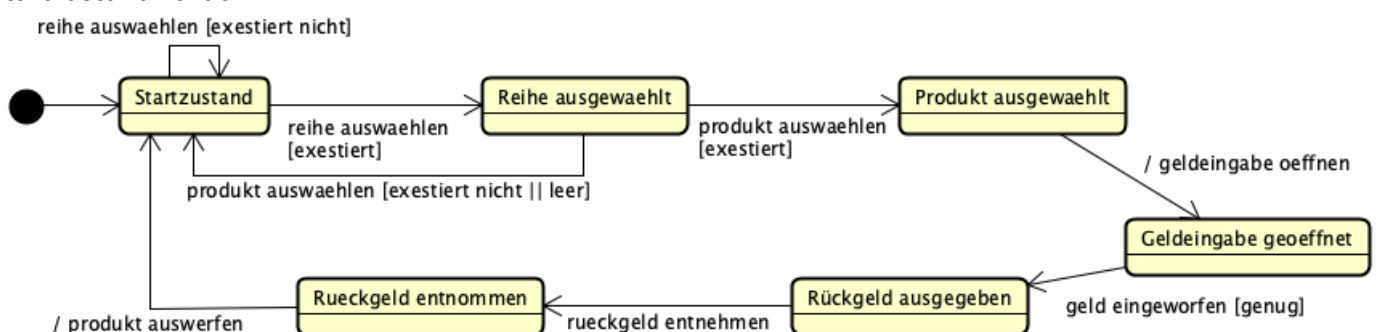 reihe auswaehlen [exestiert nicht]
Startzustand
Reihe ausgewaehlt
Produkt ausgewaehlt
reihe auswaehlen
[exestiert]
produkt auswaehlen
[exestiert]
/ geldeingabe oeffnen
produkt auswaehlen [exestiert nicht || leer]
Geldeingabe geoeffnet
Rueckgeld entnommen
Rückgeld ausgegeben
geld eingeworfen [genug]
/ produkt auswerfen
rueckgeld entnehmen